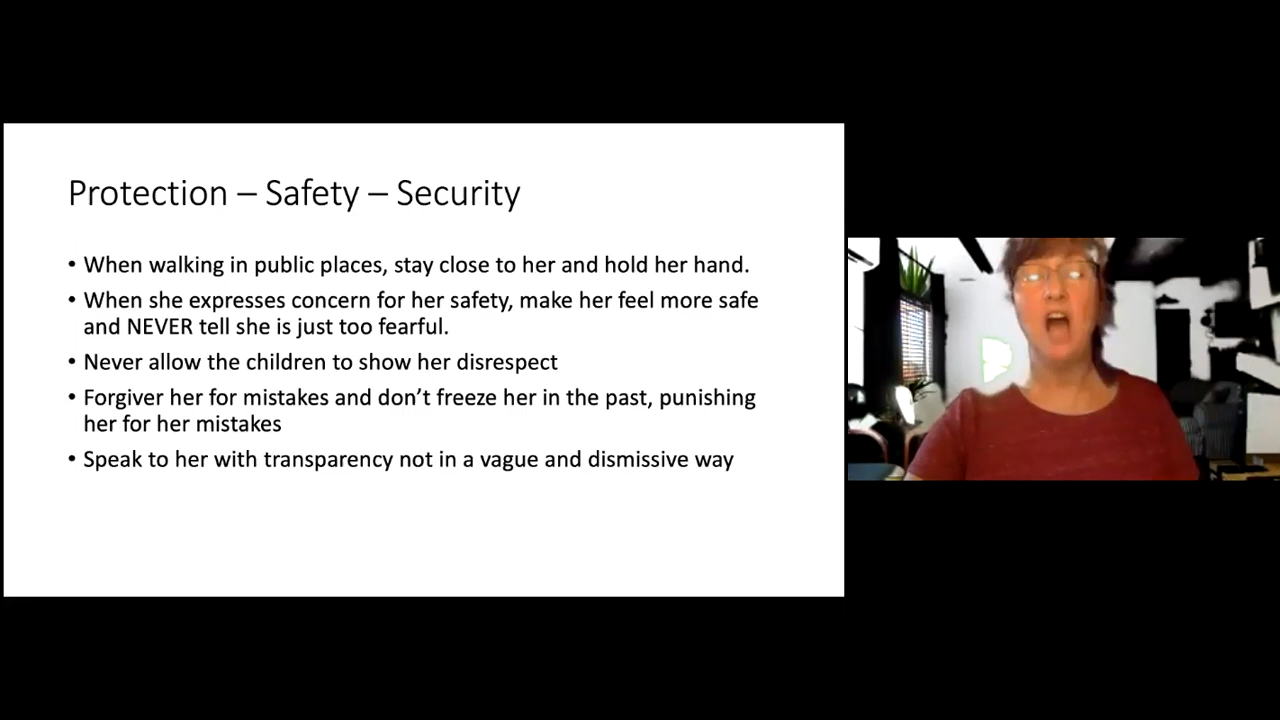 Protection – Safety – Security
• When walking in public places, stay close to her and hold her hand.
• When she expresses concern for her safety, make her feel more safe
and NEVER tell she is just too fearful.
• Never allow the children to show her disrespect
• Forgiver her for mistakes and don’t freeze her in the past, punishing
her for her mistakes
• Speak to her with transparency not in a vague and dismissive way